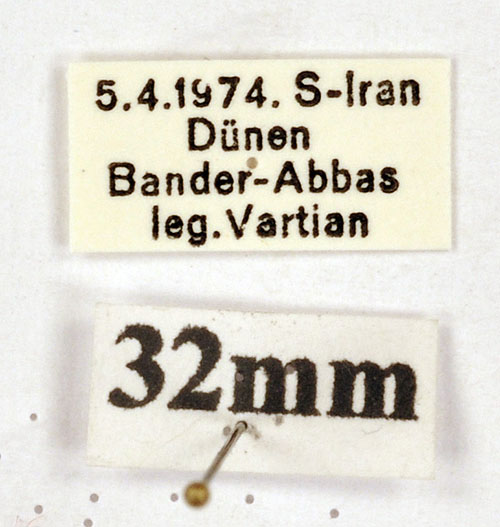 5.4.1974. S-Iran
Dünen
Bander-Abbas
leg.Vartian
32mm